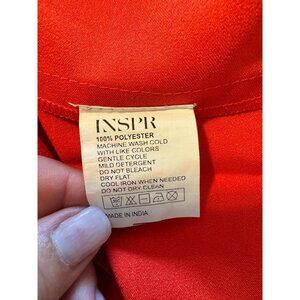 INSPR
100% POLYESTER
MACHINE WASH COLD
WITH LIKE COLORS
GENTLE CYCLE
MILD DETERGENT
DO NOT BLEACH
DRY FLAT
COOL IRON WHEN NEEDED
DO NOT DRY CLEAN
MADE IN INDIA